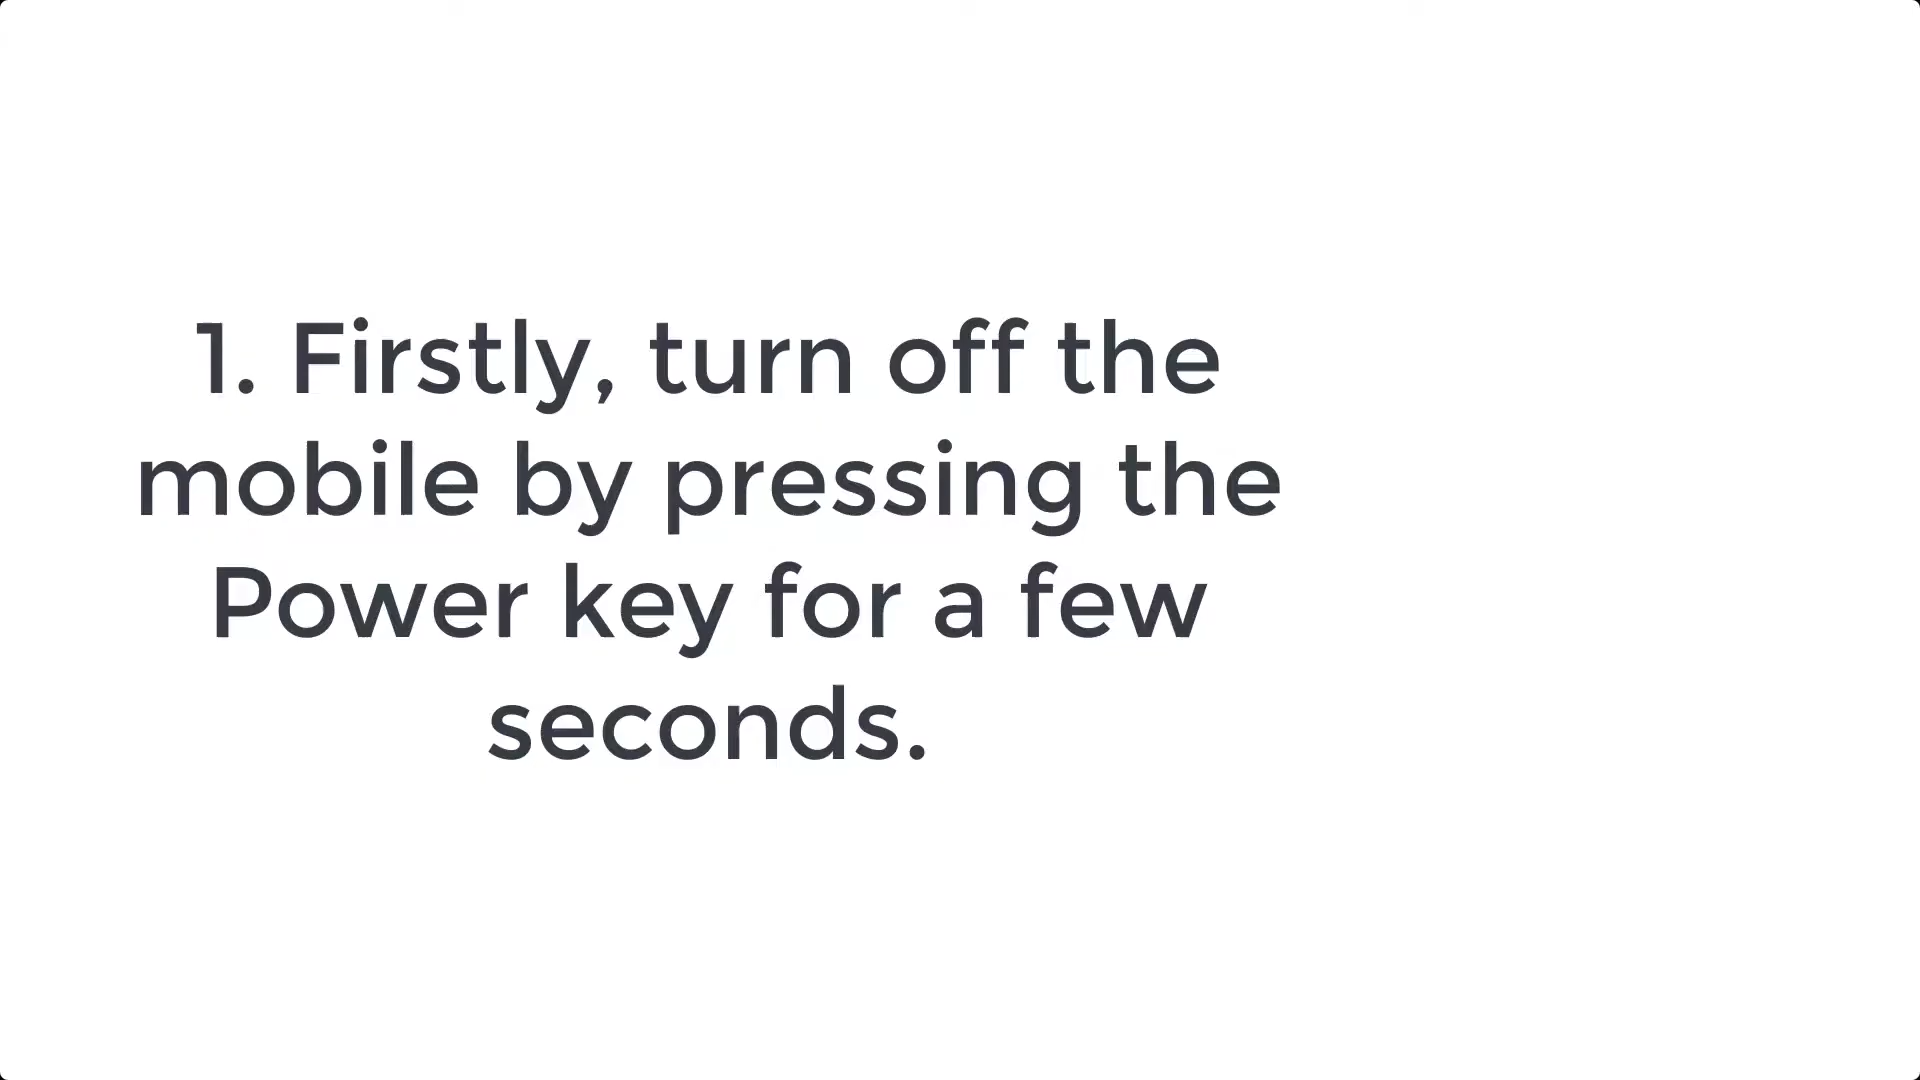 1. Firstly, turn off the
mobile by pressing the
Power key for a few
seconds.